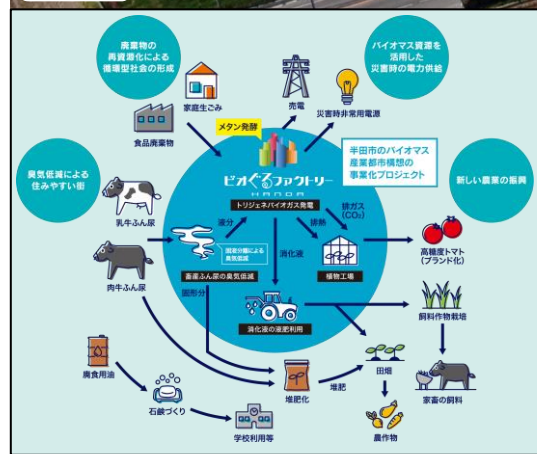 廃棄物の
再資源化による
循環型社会の形成
バイオマス資源を
活用した
災害時の電力供給
家庭生ごみ
食品廃棄物
売電
災害時非常用電源
メタン発酵
ビオぐるファクトリー
HANDA
トリジェネバイオガス発電
半田市のバイオマス
産業都市構想の
事業化プロジェクト
臭気低減による
住みやすい街
新しい農業の振興
乳牛ふん尿
肉牛ふん尿
液分
固液分離による
臭気低減
畜産ふん尿の臭気低減
固形分
消化液
排熱
排ガス
(CO₂)
植物工場
高糖度トマト
(ブランド化)
消化液の液肥利用
飼料作物栽培
廃食用油
石鹸づくり
学校利用等
堆肥化
堆肥
田畑
農作物
家畜の飼料